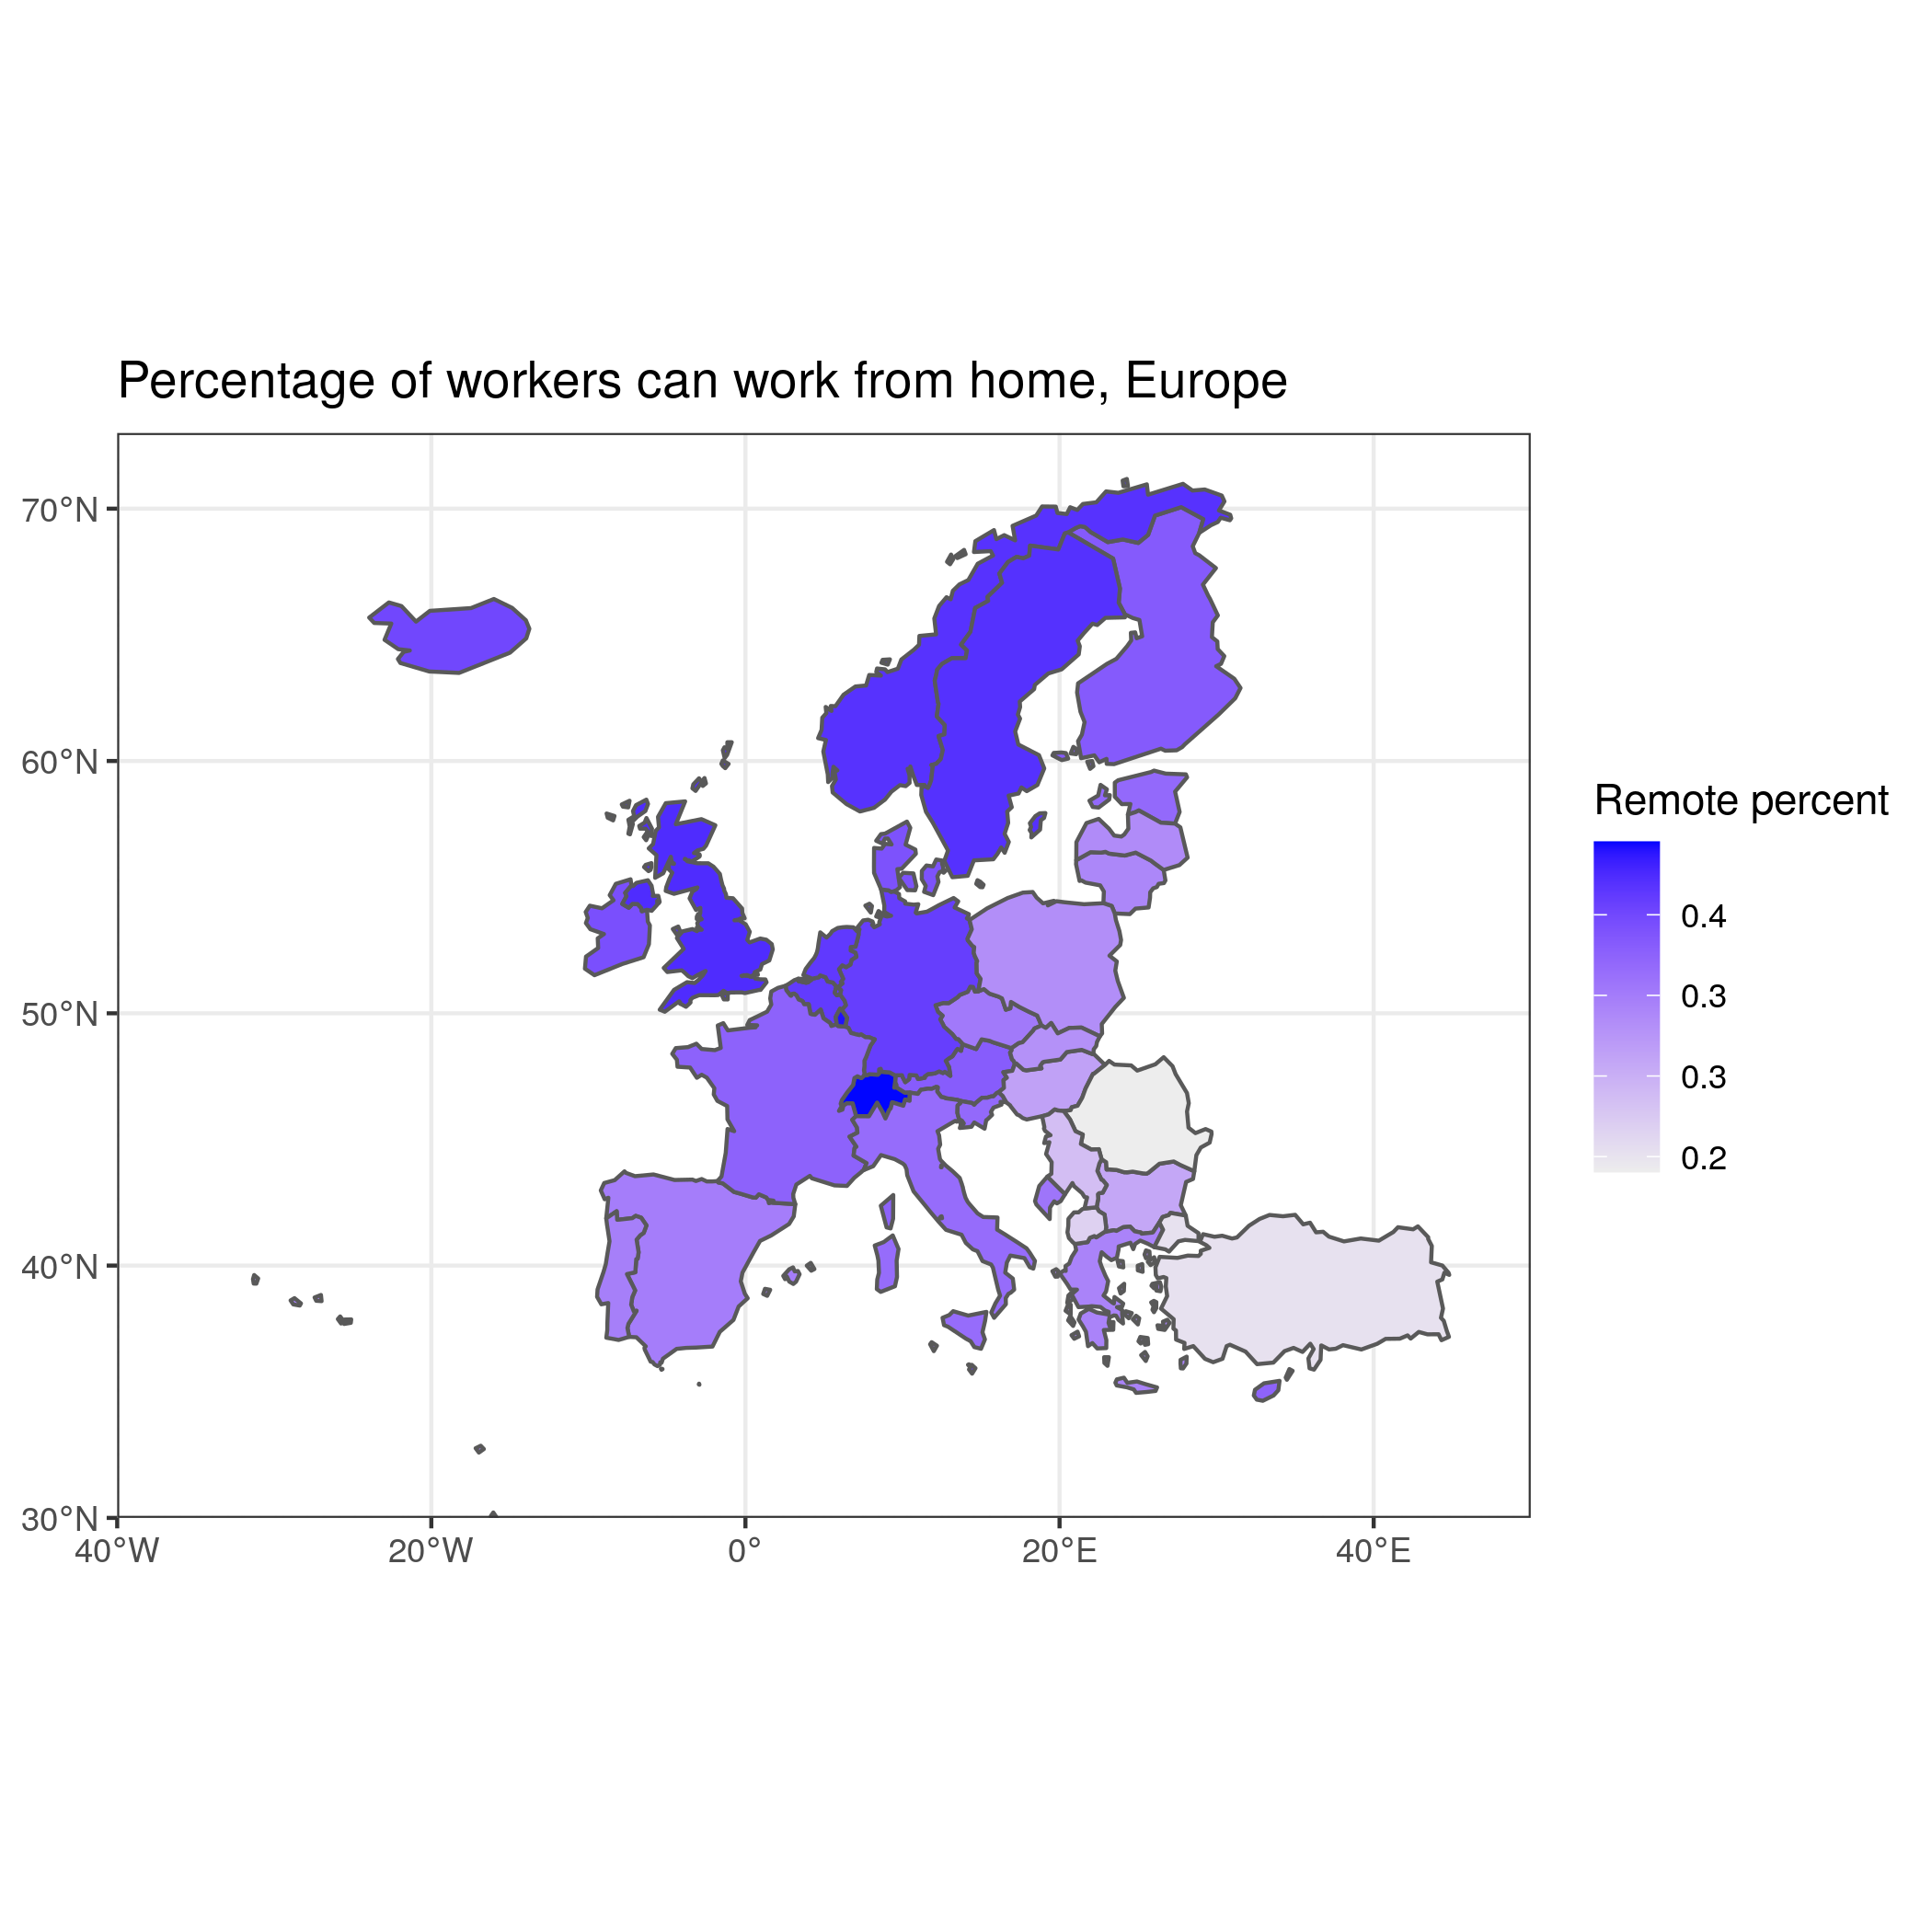 Percentage of workers can work from home, Europe
70°N
60°N
50°N
40°N
30°N
40°W
20°W
0°
20°E
40°E
Remote percent
0.4
0.3
0.3
0.2